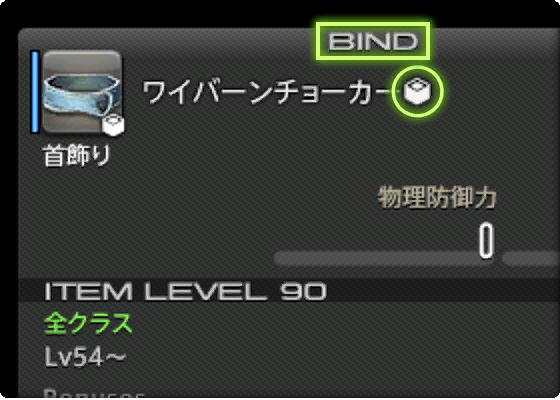 BIND
ワイバーンチョーカー
首飾り
物理防御力
0
ITEM LEVEL 90
全クラス
Lv54～
Bonuses